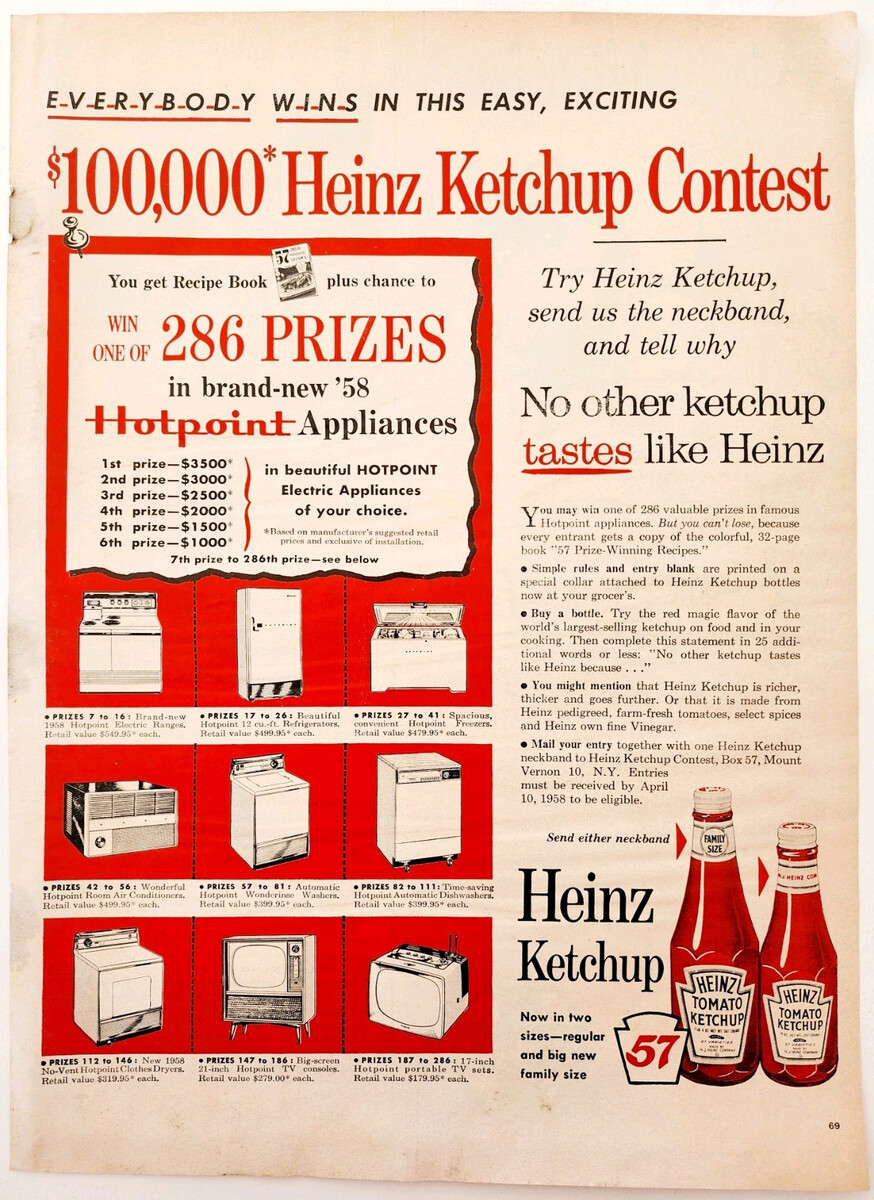 E-V-E-R-Y-B-O-D-Y W-I-N-S IN THIS EASY, EXCITING
$100,000* Heinz Ketchup Contest
You get Recipe Book 57 plus chance to
WIN
ONE OF 286 PRIZES
in brand-new '58
Hotpoint Appliances
1st prize—$3500*
2nd prize—$3000*
3rd prize—$2500*
4th prize—$2000*
5th prize—$1500*
6th prize—$1000*
in beautiful HOTPOINT
Electric Appliances
of your choice.
*Based on manufacturer's suggested retail
prices and exclusive of installation.
7th prize to 286th prize—see below
• PRIZES 7 to 16: Brand-new
1958 Hotpoint Electric Ranges.
Retail value $549.95* each.
• PRIZES 17 to 26: Beautiful
Hotpoint 12 cu.-ft. Refrigerators.
Retail value $499.95* each.
• PRIZES 27 to 41: Spacious,
convenient Hotpoint Freezers.
Retail value $479.95* each.
• PRIZES 42 to 56: Wonderful
Hotpoint Room Air Conditioners.
Retail value $499.95* each.
• PRIZES 57 to 81: Automatic
Hotpoint Wonderinse Washers.
Retail value $399.95* each.
• PRIZES 82 to 111: Time-saving
Hotpoint Automatic Dishwashers.
Retail value $399.95* each.
• PRIZES 112 to 146: New 1958
No-Vent Hotpoint Clothes Dryers.
Retail value $319.95* each.
• PRIZES 147 to 186: Big-screen
21-inch Hotpoint TV consoles.
Retail value $279.00* each.
• PRIZES 187 to 286: 17-inch
Hotpoint portable TV sets.
Retail value $179.95* each.
Try Heinz Ketchup,
send us the neckband,
and tell why
No other ketchup
tastes like Heinz
You may win one of 286 valuable prizes in famous
Hotpoint appliances. But you can't lose, because
every entrant gets a copy of the colorful, 32-page
book "57 Prize-Winning Recipes."
• Simple rules and entry blank are printed on a
special collar attached to Heinz Ketchup bottles
now at your grocer's.
• Buy a bottle. Try the red magic flavor of the
world's largest-selling ketchup on food and in your
cooking. Then complete this statement in 25 addi-
tional words or less: "No other ketchup tastes
like Heinz because . . ."
• You might mention that Heinz Ketchup is richer,
thicker and goes further. Or that it is made from
Heinz pedigreed, farm-fresh tomatoes, select spices
and Heinz own fine Vinegar.
• Mail your entry together with one Heinz Ketchup
neckband to Heinz Ketchup Contest, Box 57, Mount
Vernon 10, N.Y. Entries
must be received by April
10, 1958 to be eligible.
Send either neckband
FAMILY
SIZE
H.J. HEINZ COM
Heinz
Ketchup
HEINZ
TOMATO
KETCHUP
57 VARIETIES
HEINZ
TOMATO
KETCHUP
57 VARIETIES
Now in two
sizes—regular
and big new
family size
57
69